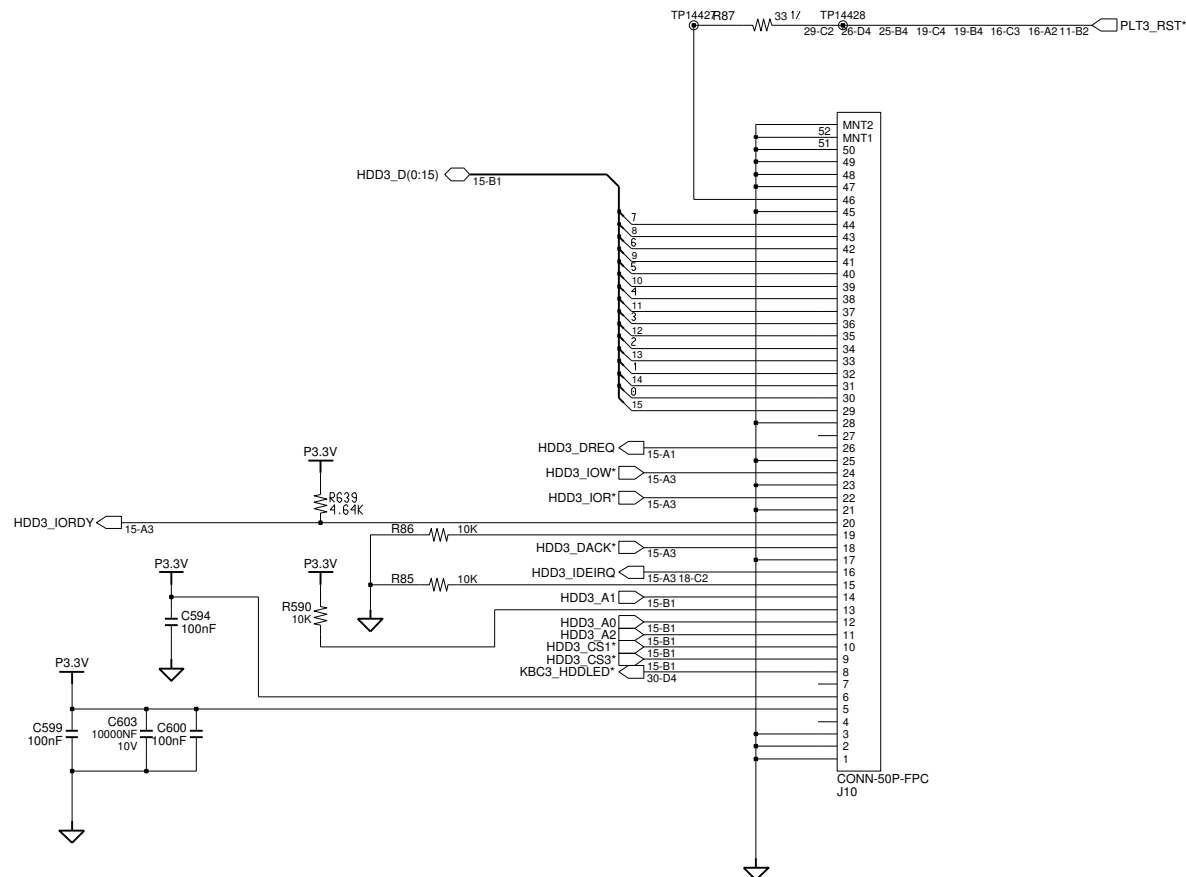 TP14427 R87 33 1% TP14428
29-C2 26-D4 25-B4 19-C4 19-B4 16-C3 16-A2 11-B2 PLT3_RST*
MNT2
52 MNT1
51 50
49
48
HDD3_D(0:15) 15-B1 47
46
45
7 44
8 43
6 42
9 41
5 40
10 39
4 38
11 37
3 36
12 35
2 34
13 33
1 32
14 31
0 30
15 29
28
27
HDD3_DREQ 15-A1 26
P3.3V 25
HDD3_IOW* 15-A3 24
23
R639 HDD3_IOR* 15-A3 22
4.64K 21
HDD3_IORDY 15-A3 20
R86 10K 19
HDD3_DACK* 15-A3 18
P3.3V P3.3V 17
HDD3_IDEIRQ 15-A3 18-C2 16
R85 10K 15
HDD3_A1 15-B1 14
R590 13
10K
C594 HDD3_A0 15-B1 12
100nF HDD3_A2 15-B1 11
HDD3_CS1* 15-B1 10
HDD3_CS3* 15-B1 9
P3.3V KBC3_HDDLED* 30-D4 8
7
6
5
C599 C603 C600 4
100nF 10000NF 100nF 3
10V 2
1
CONN-50P-FPC
J10